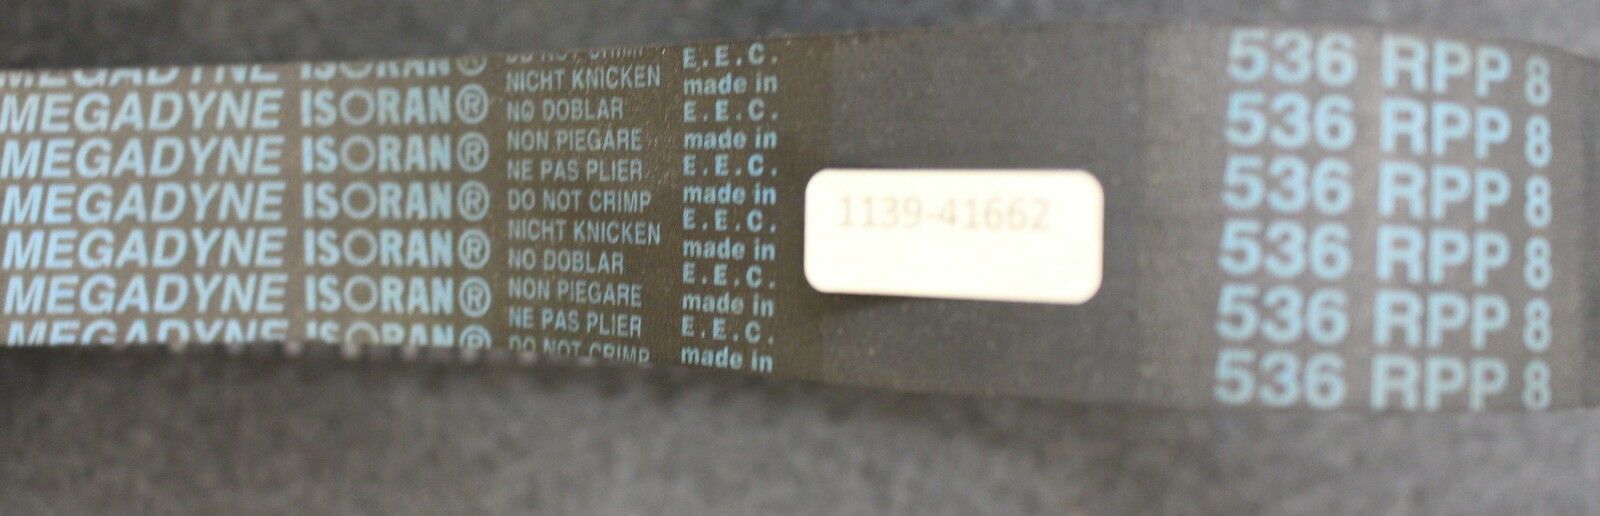 MEGADYNE ISORAN®
MEGADYNE ISORAN®
MEGADYNE ISORAN®
MEGADYNE ISORAN®
MEGADYNE ISORAN®
MEGADYNE ISORAN®
MEGADYNE ISORAN
DO NOT CRIMP
NICHT KNICKEN
NO DOBLAR
NON PIEGARE
NE PAS PLIER
DO NOT CRIMP
NICHT KNICKEN
NO DOBLAR
NON PIEGARE
NE PAS PLIER
DO NOT CRIMP
E.E.C.
made in
E.E.C.
made in
E.E.C.
made in
E.E.C.
made in
E.E.C.
made in
E.E.C.
made in
1139-41662
536 RPP 8
536 RPP 8
536 RPP 8
536 RPP 8
536 RPP 8
536 RPP 8